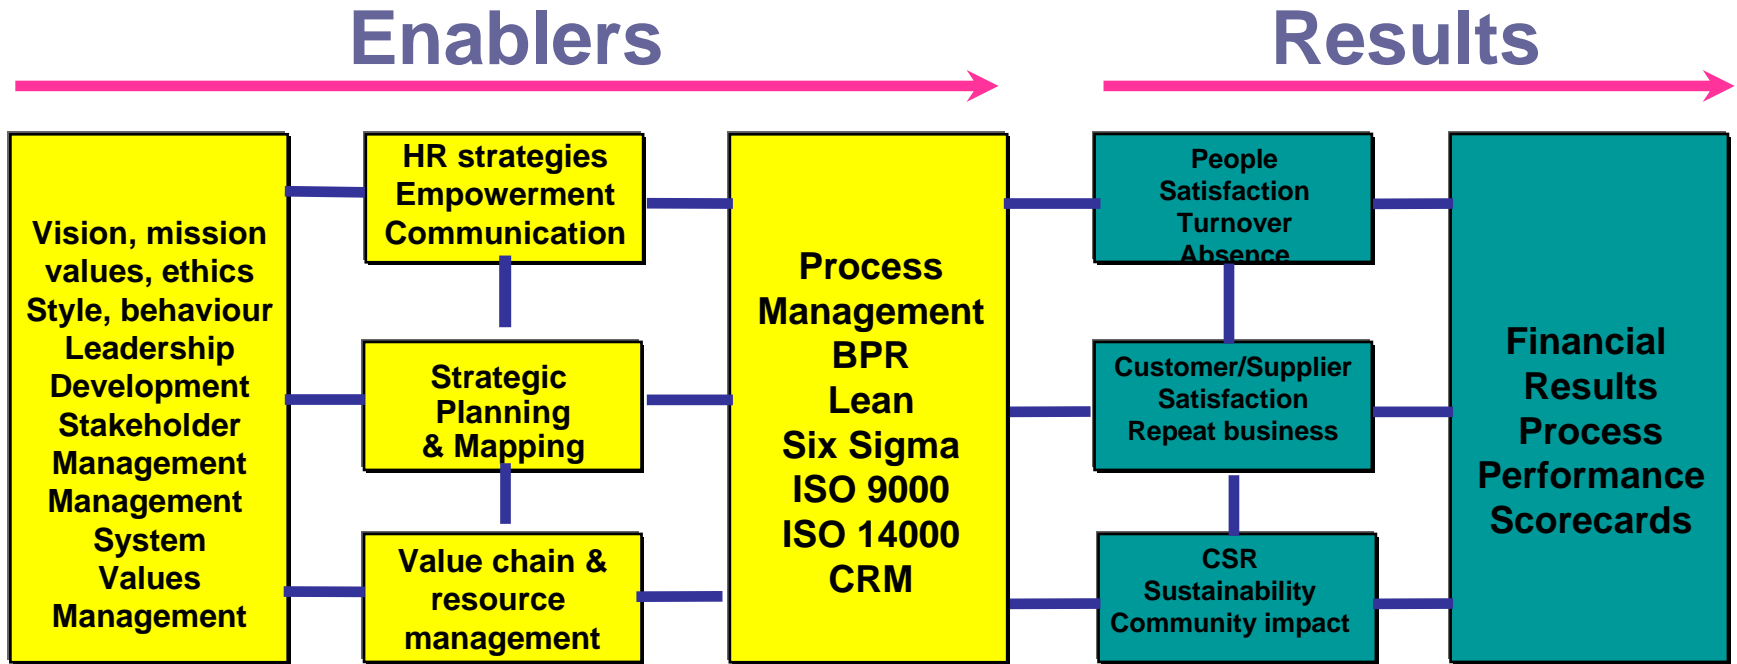 Enablers
Results
Vision, mission
values, ethics
Style, behaviour
Leadership
Development
Stakeholder
Management
Management
System
Values
Management
HR strategies
Empowerment
Communication
Strategic
Planning
& Mapping
Value chain &
resource
management
Process
Management
BPR
Lean
Six Sigma
ISO 9000
ISO 14000
CRM
People
Satisfaction
Turnover
Absence
Customer/Supplier
Satisfaction
Repeat business
CSR
Sustainability
Community impact
Financial
Results
Process
Performance
Scorecards